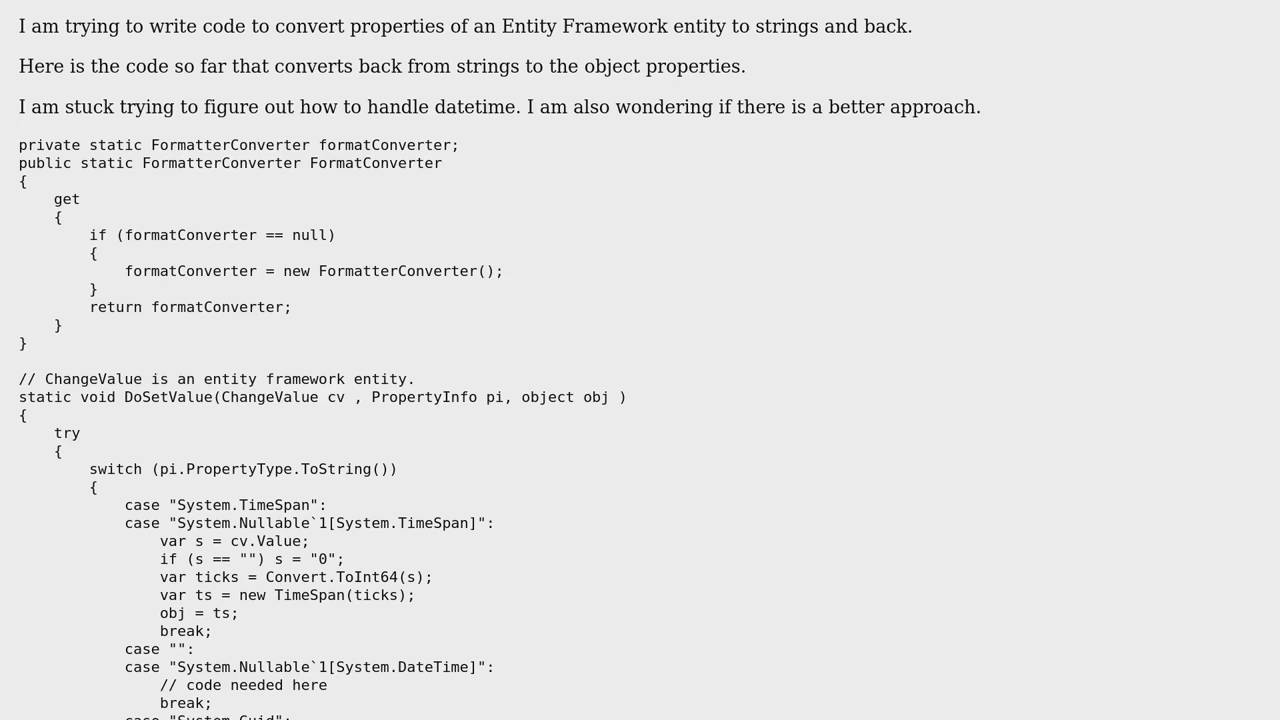 I am trying to write code to convert properties of an Entity Framework entity to strings and back.
Here is the code so far that converts back from strings to the object properties.
I am stuck trying to figure out how to handle datetime. I am also wondering if there is a better approach.
private static FormatterConverter formatConverter;
public static FormatterConverter FormatConverter
{
    get
    {
        if (formatConverter == null)
        {
            formatConverter = new FormatterConverter();
        }
        return formatConverter;
    }
}

// ChangeValue is an entity framework entity.
static void DoSetValue(ChangeValue cv , PropertyInfo pi, object obj )
{
    try
    {
        switch (pi.PropertyType.ToString())
        {
            case "System.TimeSpan":
            case "System.Nullable`1[System.TimeSpan]":
                var s = cv.Value;
                if (s == "") s = "0";
                var ticks = Convert.ToInt64(s);
                var ts = new TimeSpan(ticks);
                obj = ts;
                break;
            case "":
            case "System.Nullable`1[System.DateTime]":
                // code needed here
                break;
            case "System.Guid":